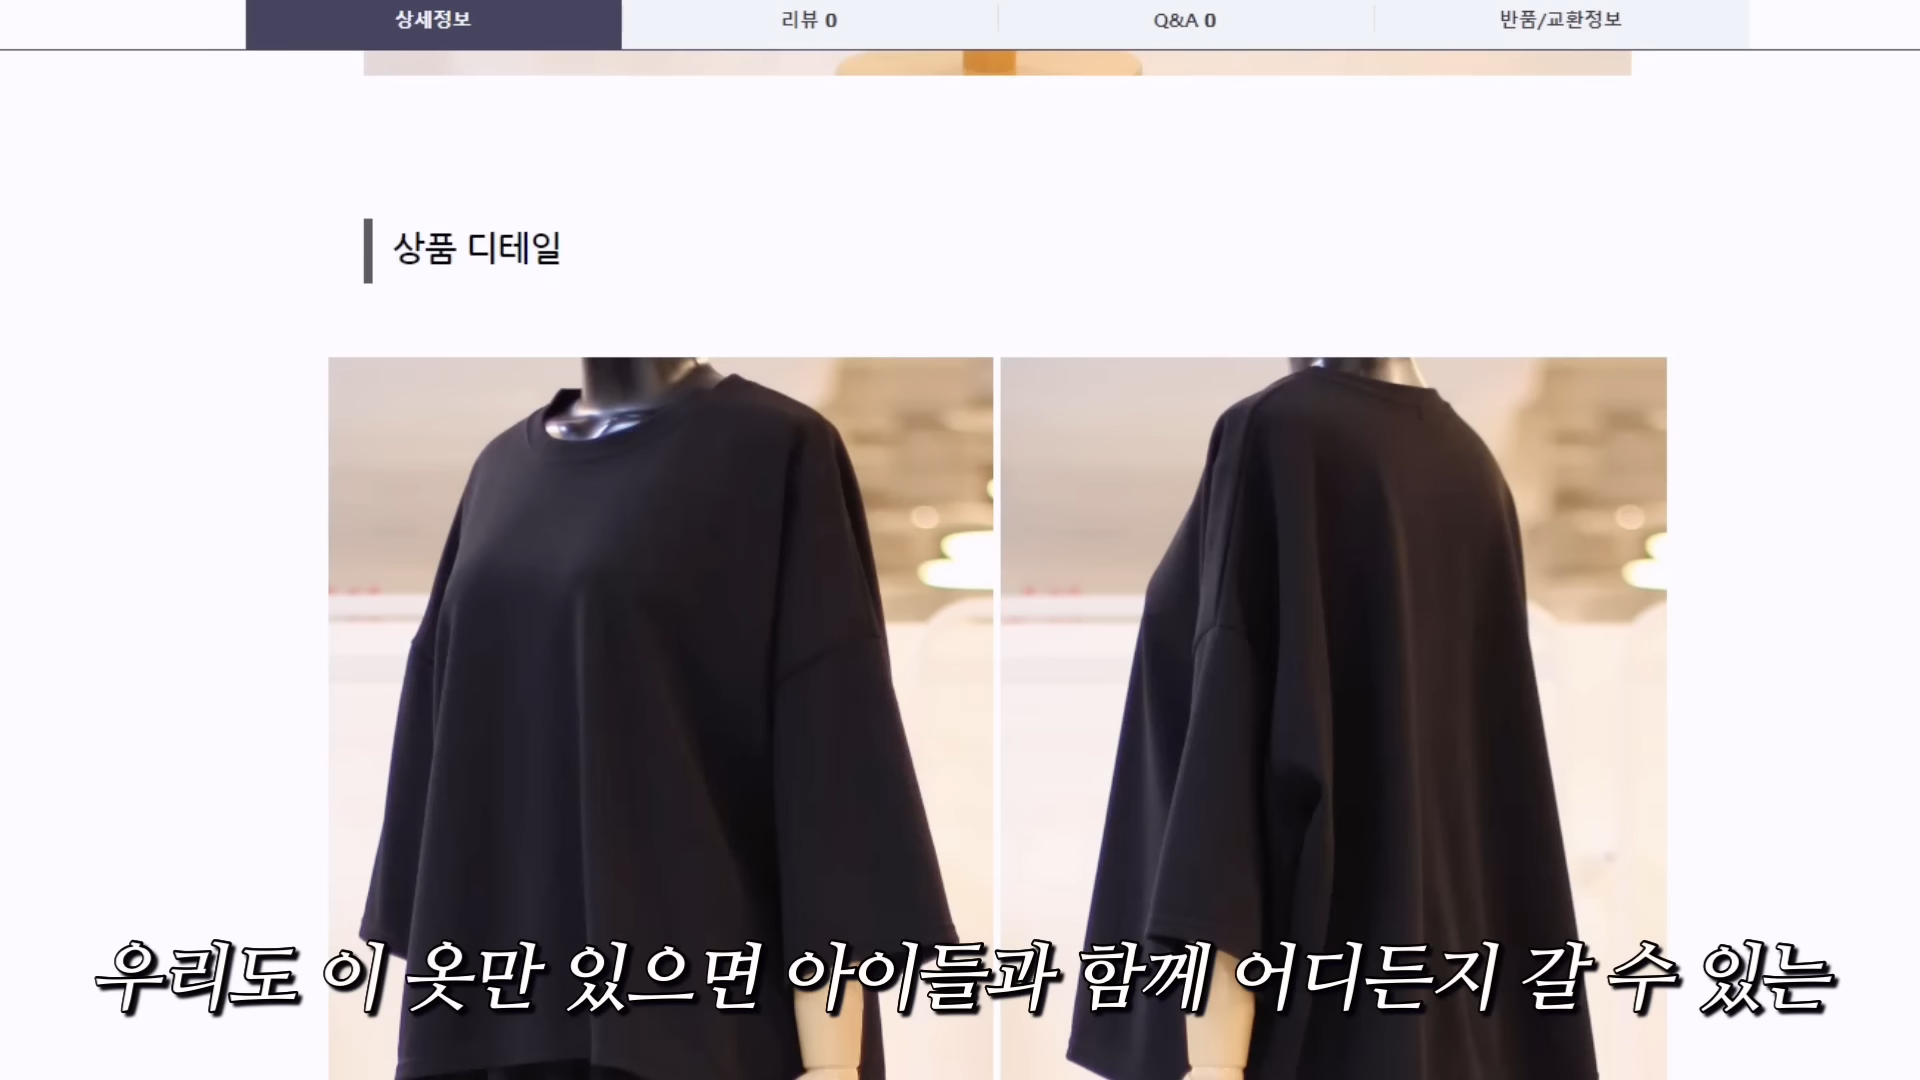 상세정보
리뷰 0
Q&A 0
반품/교환정보
상품 디테일
우리도 이 옷만 있으면 아이들과 함께 어디든지 갈 수 있는